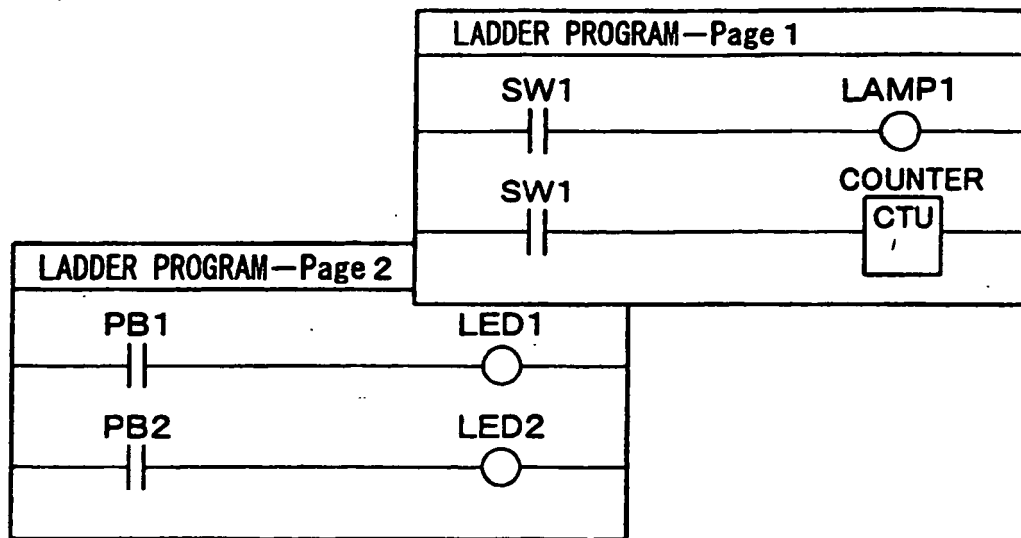 LADDER PROGRAM—Page 1
SW1 LAMP1
SW1 COUNTER
CTU
LADDER PROGRAM—Page 2
PB1 LED1
PB2 LED2